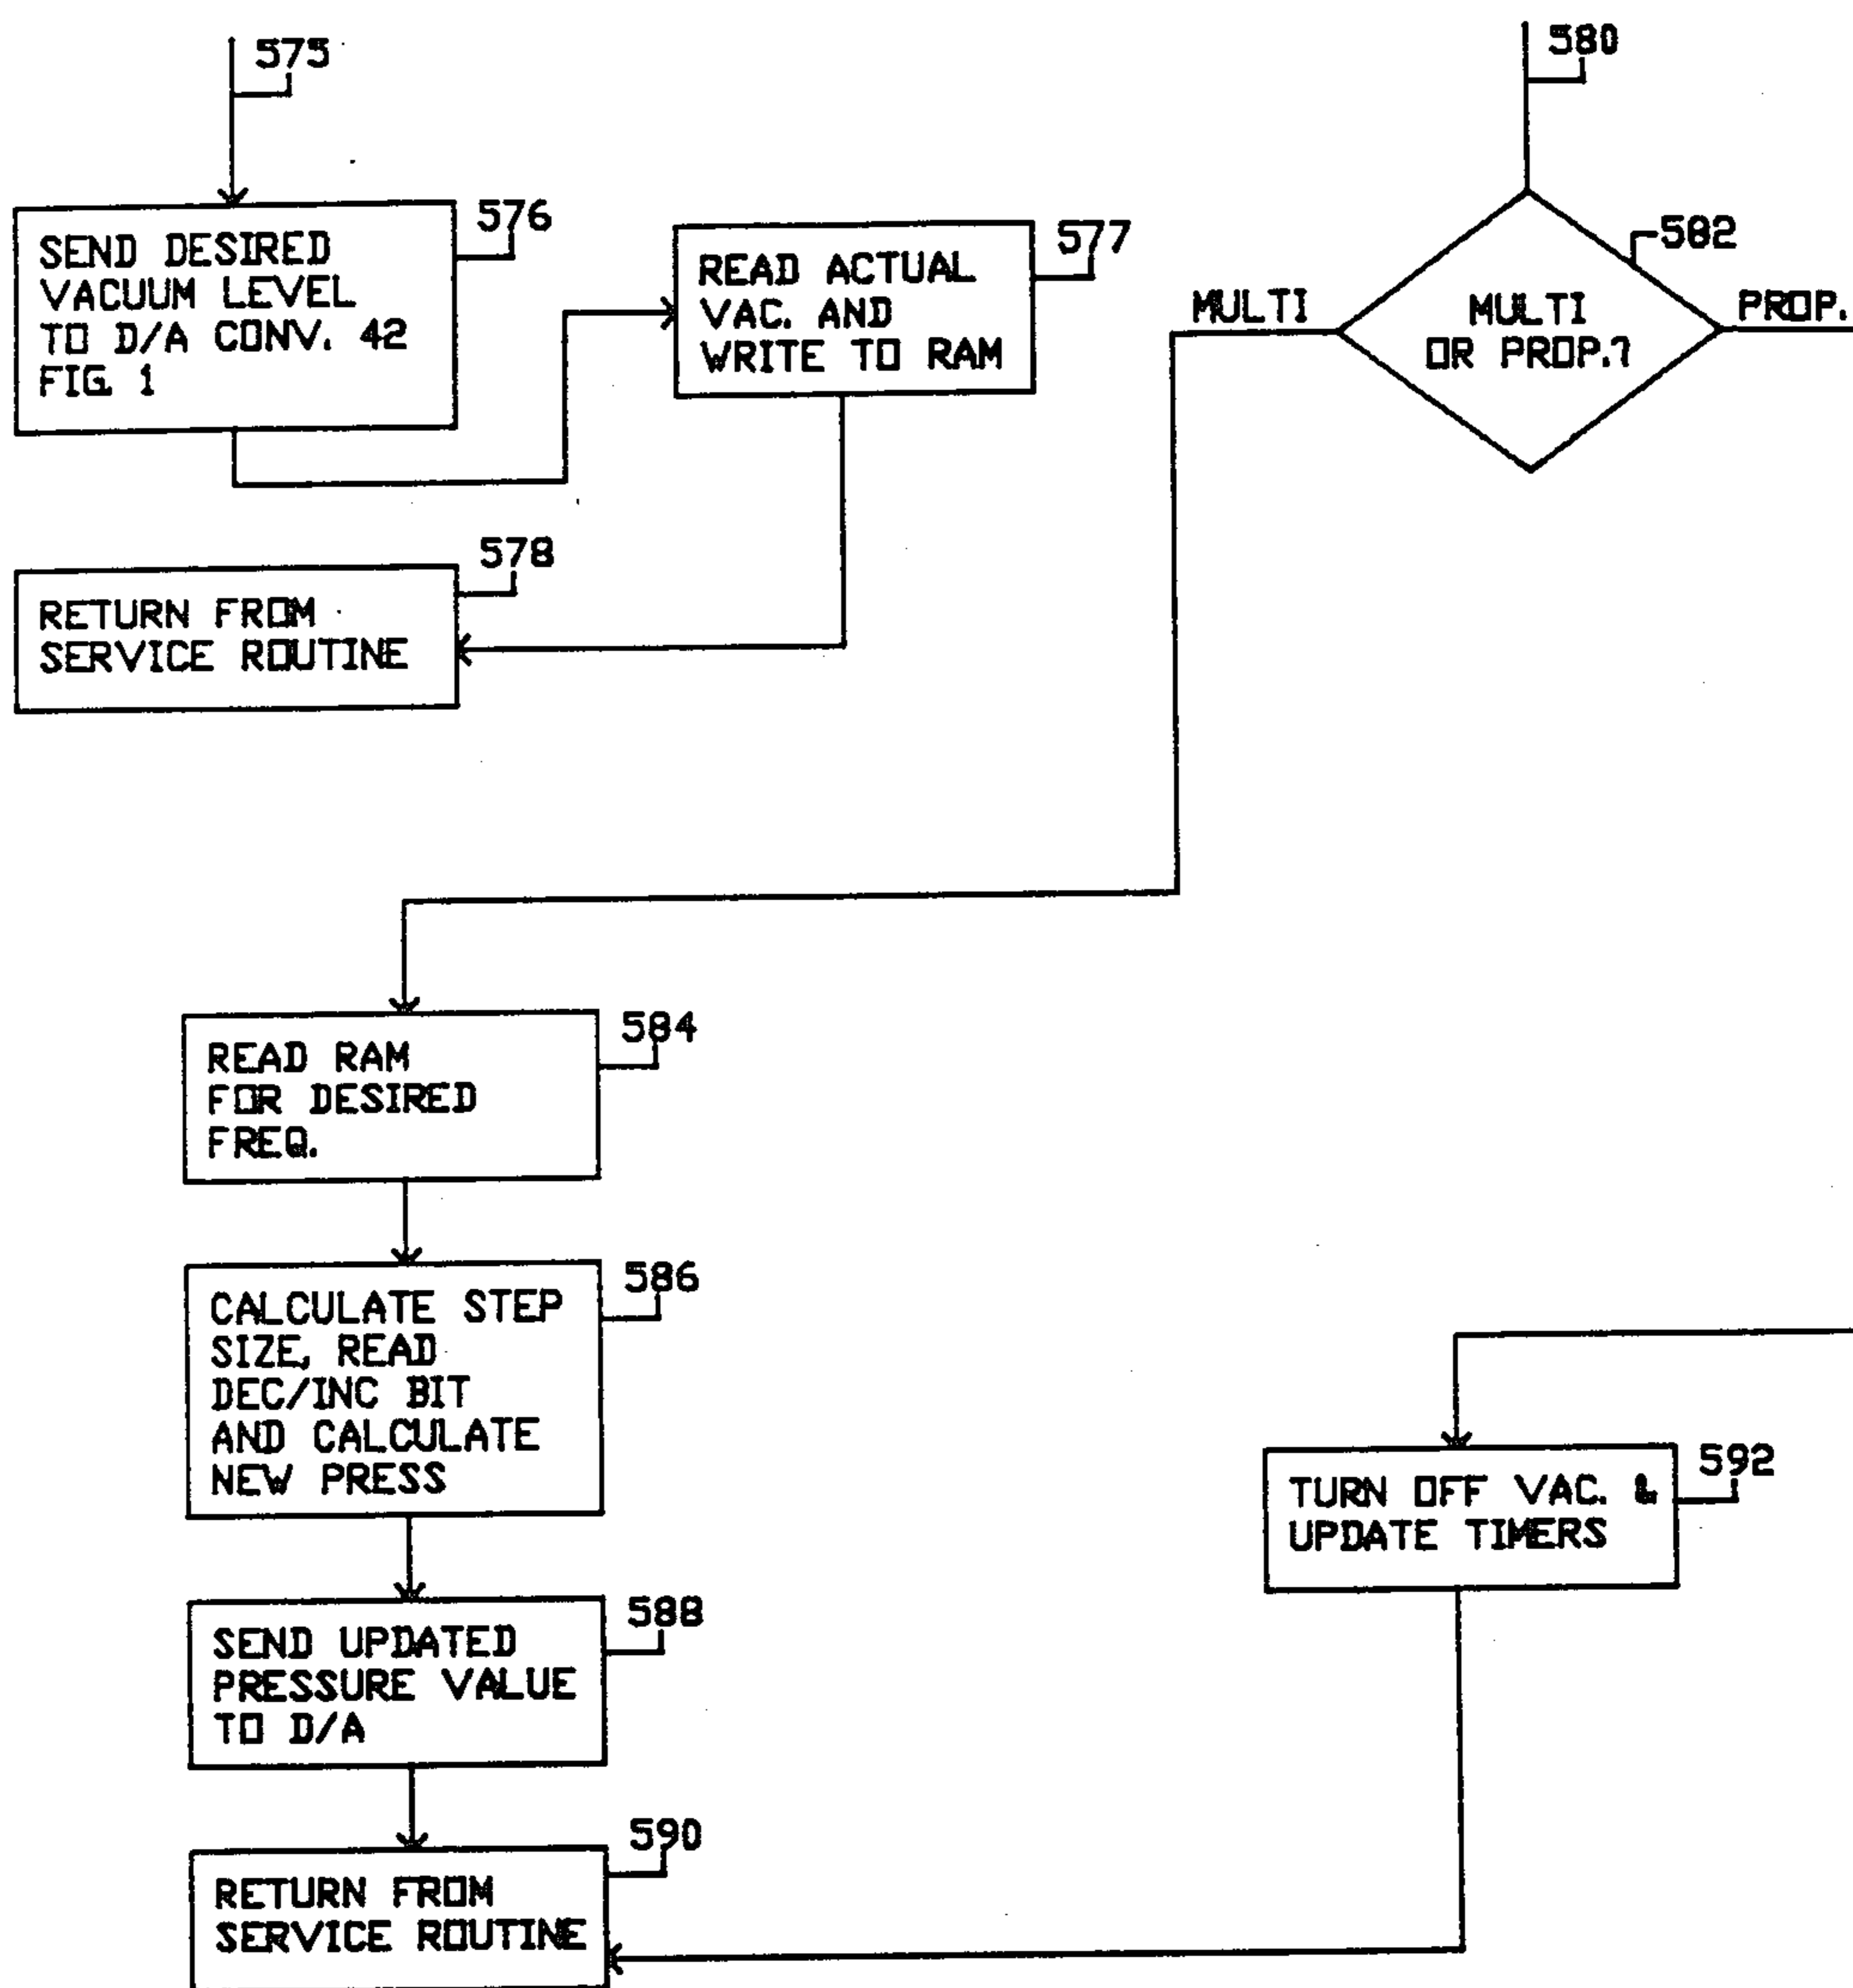 575
576
SEND DESIRED
VACUUM LEVEL
TO D/A CONV. 42
FIG. 1
577
READ ACTUAL
VAC. AND
WRITE TO RAM
578
RETURN FROM
SERVICE ROUTINE
580
582
MULTI
OR PROP.?
MULTI
PROP.
584
READ RAM
FOR DESIRED
FREQ.
586
CALCULATE STEP
SIZE, READ
DEC/INC BIT
AND CALCULATE
NEW PRESS
588
SEND UPDATED
PRESSURE VALUE
TO D/A
590
RETURN FROM
SERVICE ROUTINE
592
TURN OFF VAC. &
UPDATE TIMERS